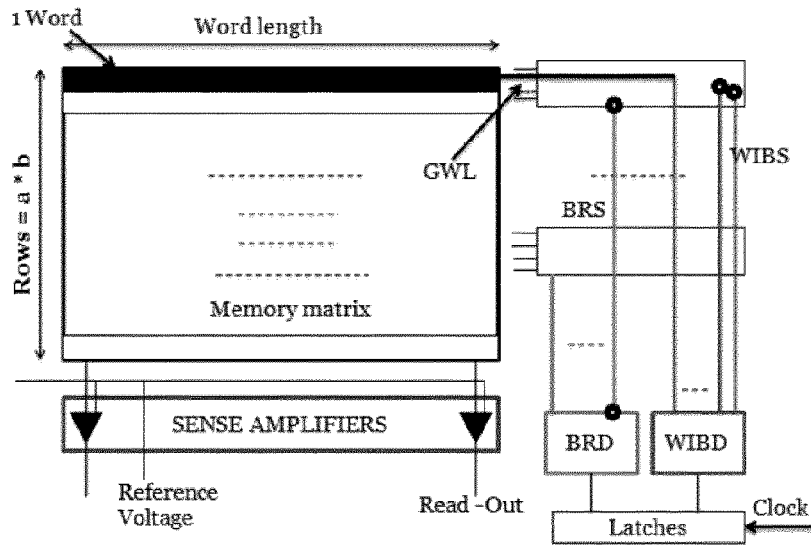 1 Word
Word length
Rows = a * b
GWL
WIBS
BRS
Memory matrix
SENSE AMPLIFIERS
BRD
WIBD
Reference
Voltage
Read -Out
Clock
Latches